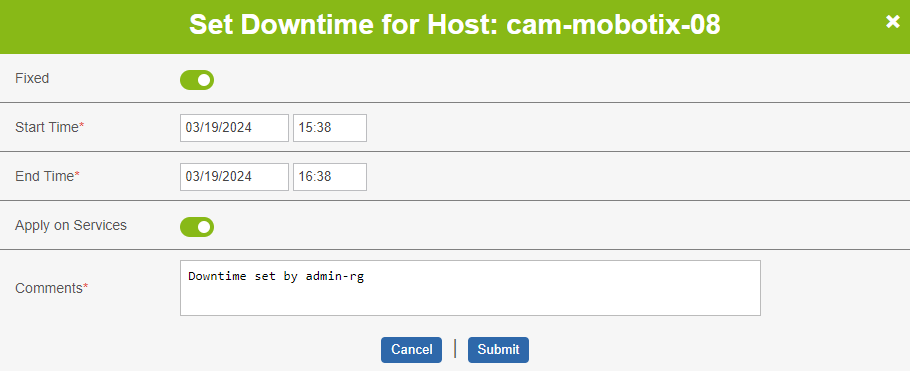 Set Downtime for Host: cam-mobotix-08
Fixed
Start Time* 03/19/2024 15:38
End Time* 03/19/2024 16:38
Apply on Services
Comments* Downtime set by admin-rg
Cancel | Submit